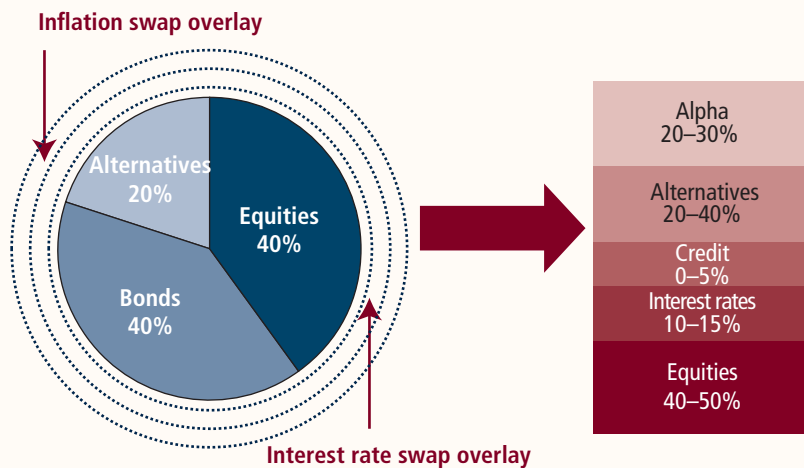 Inflation swap overlay
Alternatives
20%
Equities
40%
Bonds
40%
Interest rate swap overlay
Alpha
20–30%
Alternatives
20–40%
Credit
0–5%
Interest rates
10–15%
Equities
40–50%